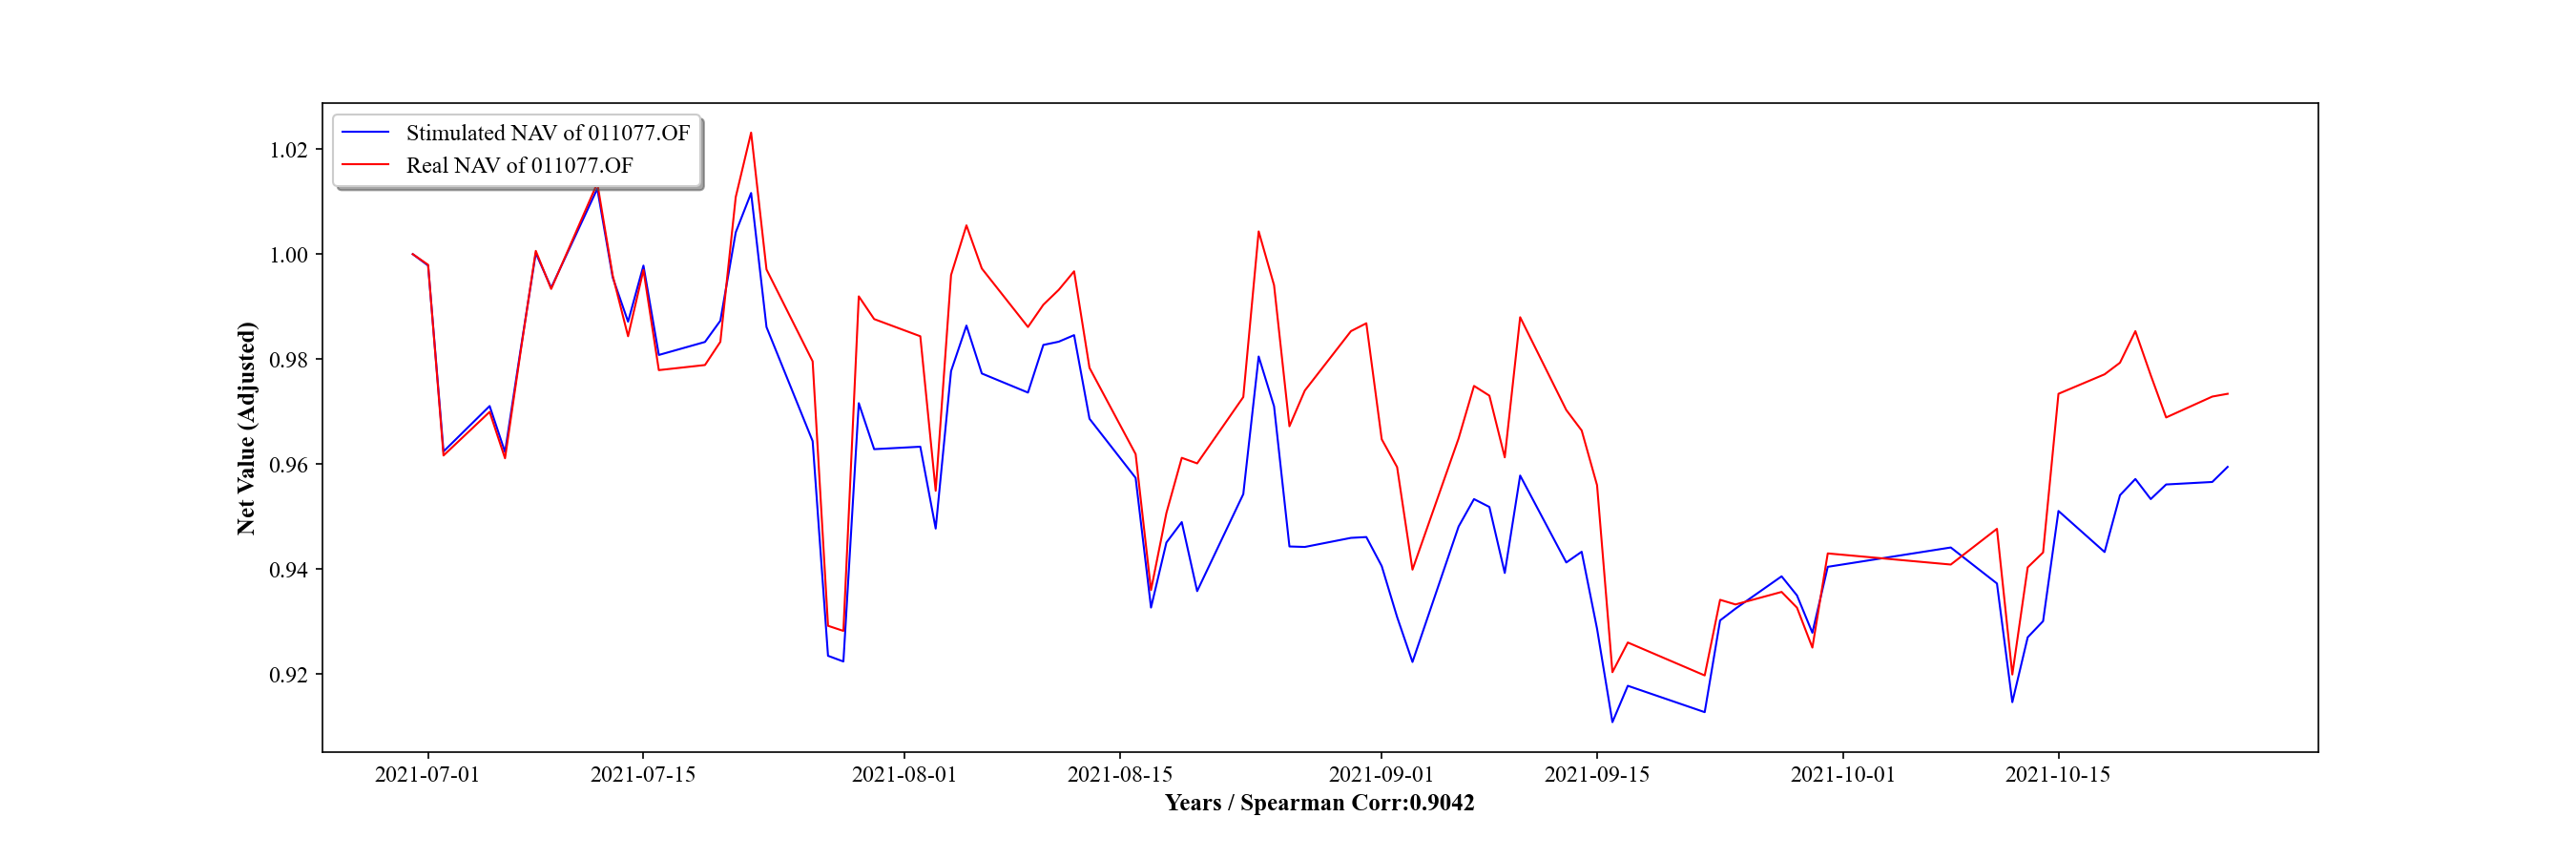 Stimulated NAV of 011077.OF
Real NAV of 011077.OF
1.02
1.00
0.98
0.96
0.94
0.92
Net Value (Adjusted)
2021-07-01 2021-07-15 2021-08-01 2021-08-15 2021-09-01 2021-09-15 2021-10-01 2021-10-15
Years / Spearman Corr:0.9042